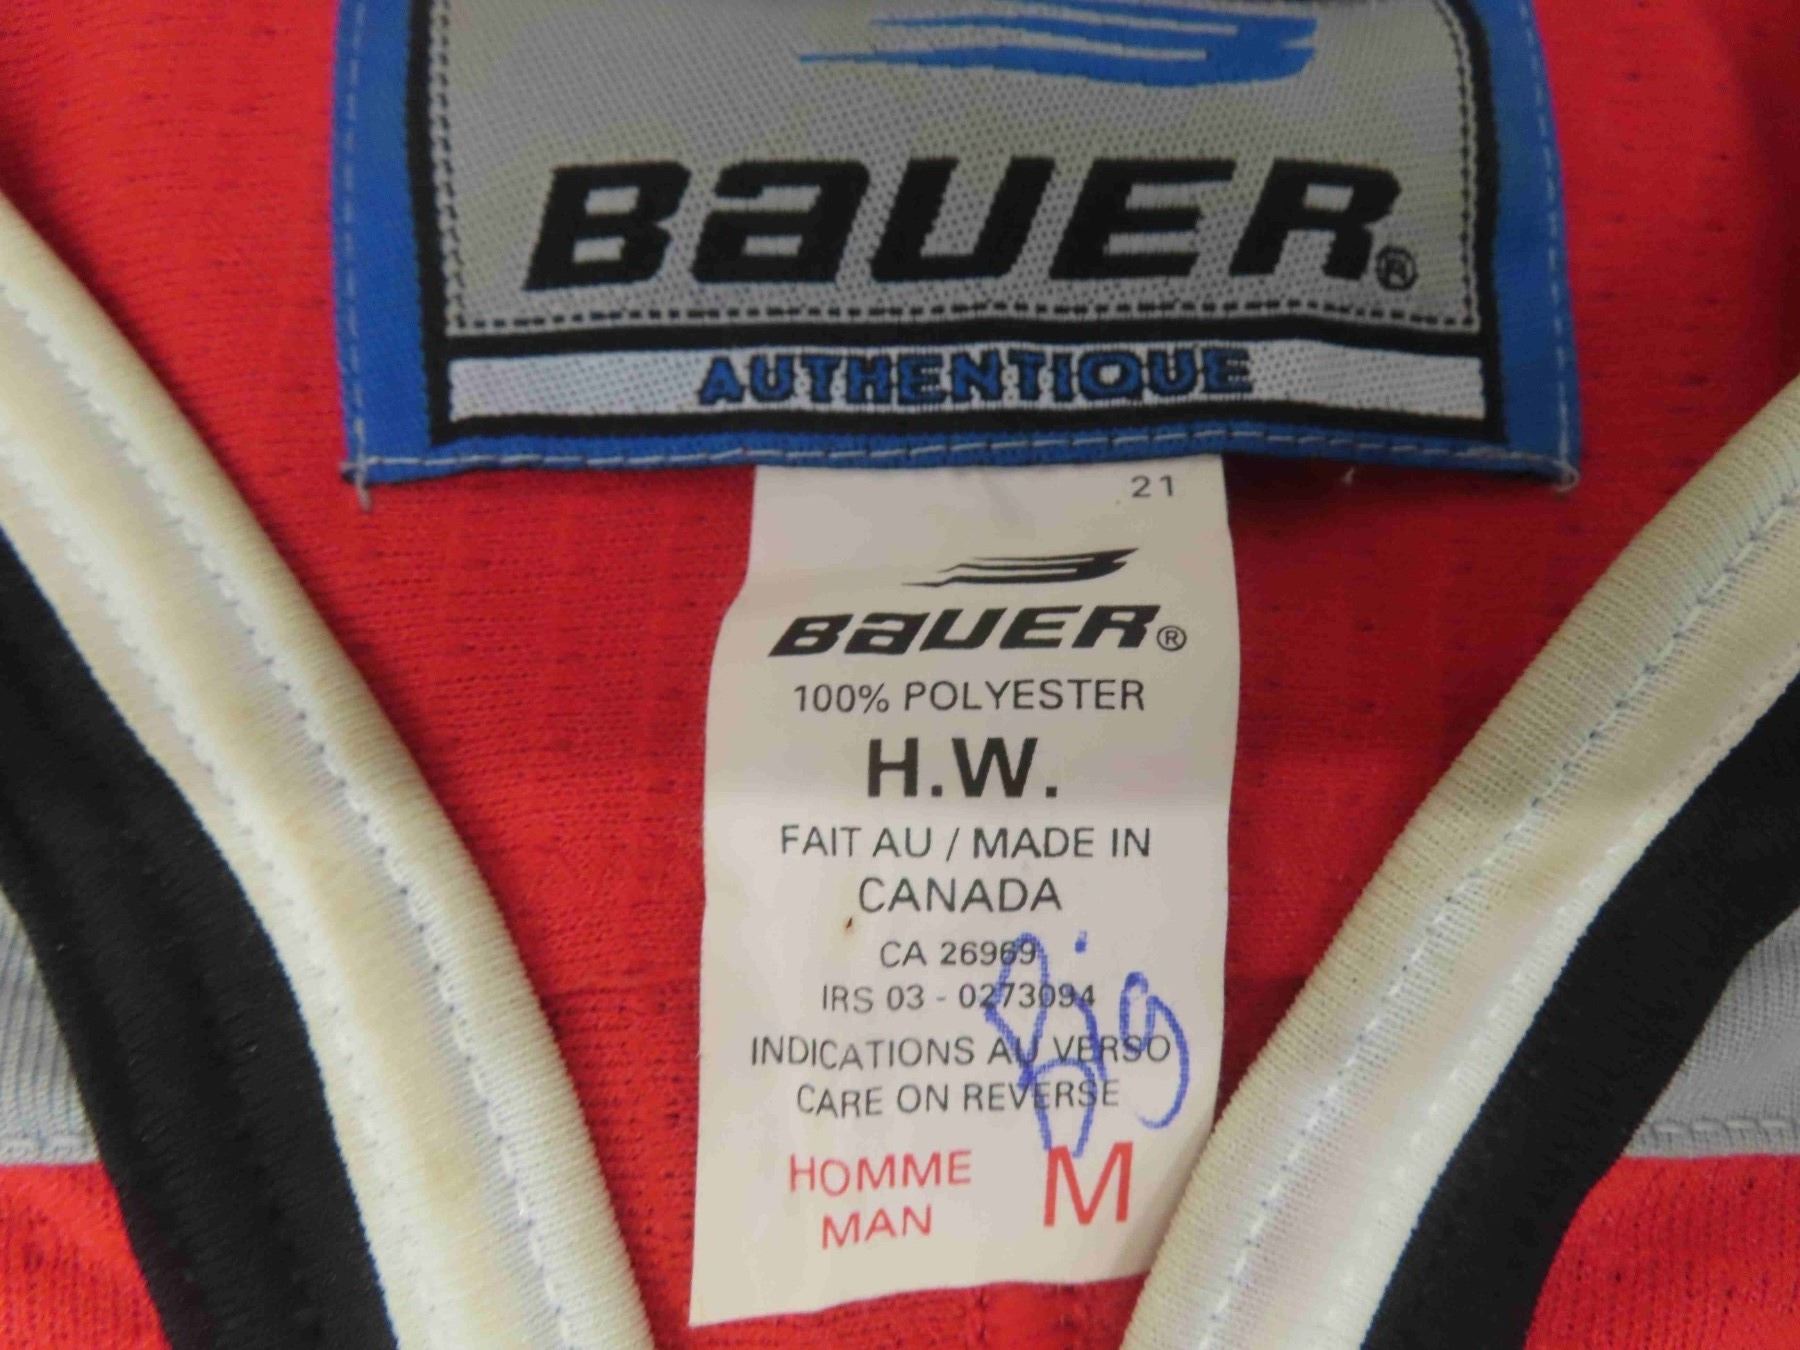 BaUER®
AUTHENTIQUE
21
BaUER®
100% POLYESTER
H.W.
FAIT AU / MADE IN
CANADA
CA 26969
IRS 03 - 0273094
INDICATIONS AU VERSO
CARE ON REVERSE
Big
HOMME M
MAN